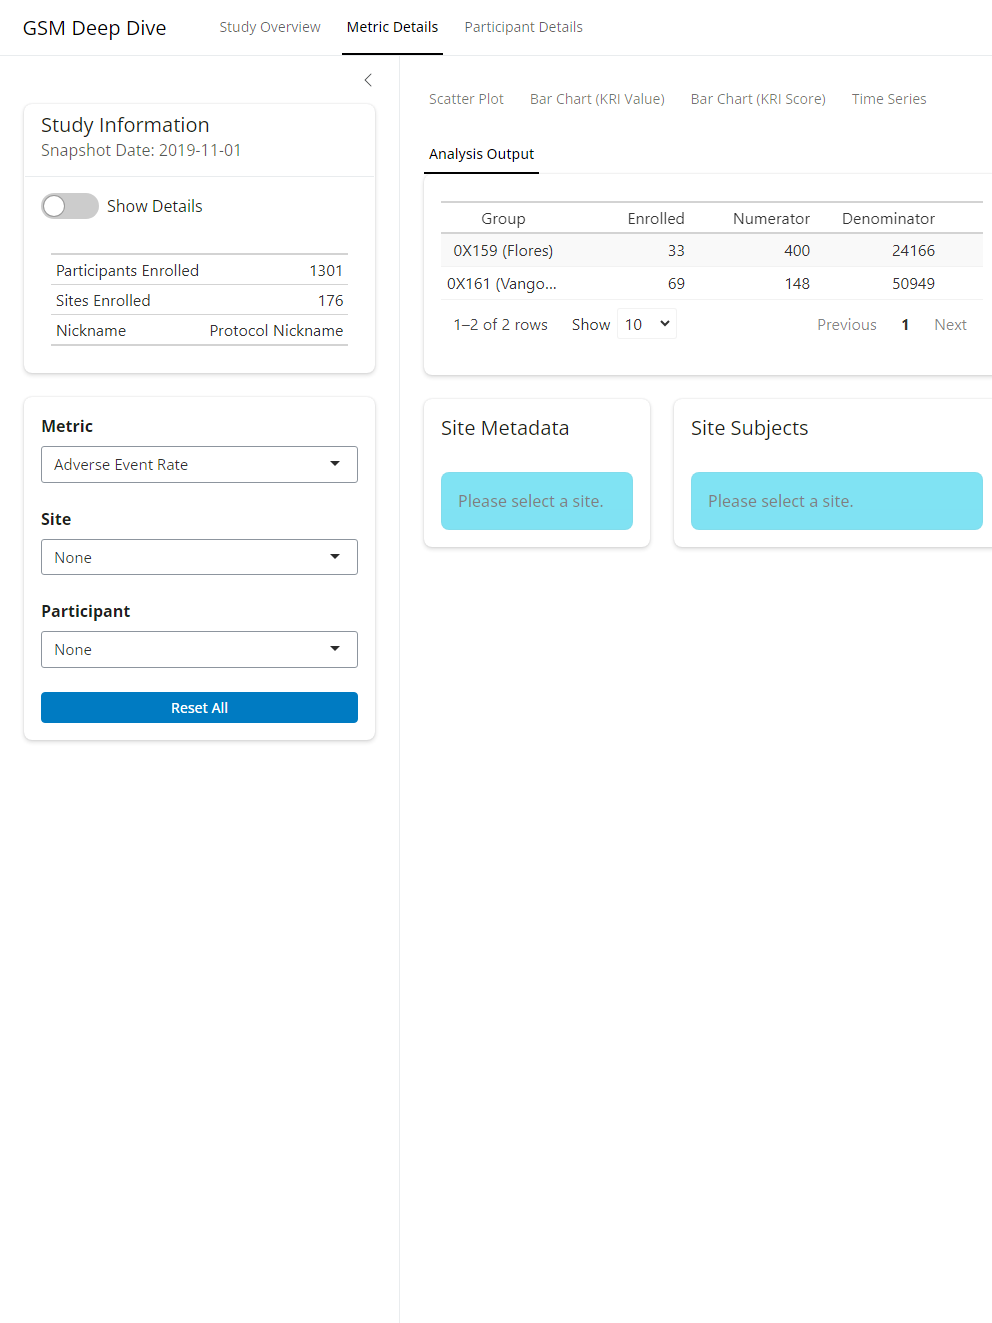 GSM Deep Dive
Study Overview
Metric Details
Participant Details
Study Information
Snapshot Date: 2019-11-01
Show Details
Participants Enrolled 1301
Sites Enrolled 176
Nickname Protocol Nickname
Metric
Adverse Event Rate
Site
None
Participant
None
Reset All
Scatter Plot
Bar Chart (KRI Value)
Bar Chart (KRI Score)
Time Series
Analysis Output
Group Enrolled Numerator Denominator
0X159 (Flores) 33 400 24166
0X161 (Vango... 69 148 50949
1–2 of 2 rows Show 10 Previous 1 Next
Site Metadata
Please select a site.
Site Subjects
Please select a site.